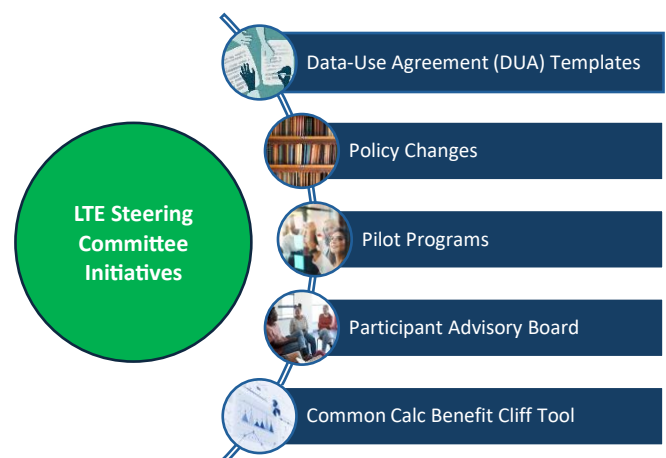 LTE Steering
Committee
Initiatives
Data-Use Agreement (DUA) Templates
Policy Changes
Pilot Programs
Participant Advisory Board
Common Calc Benefit Cliff Tool